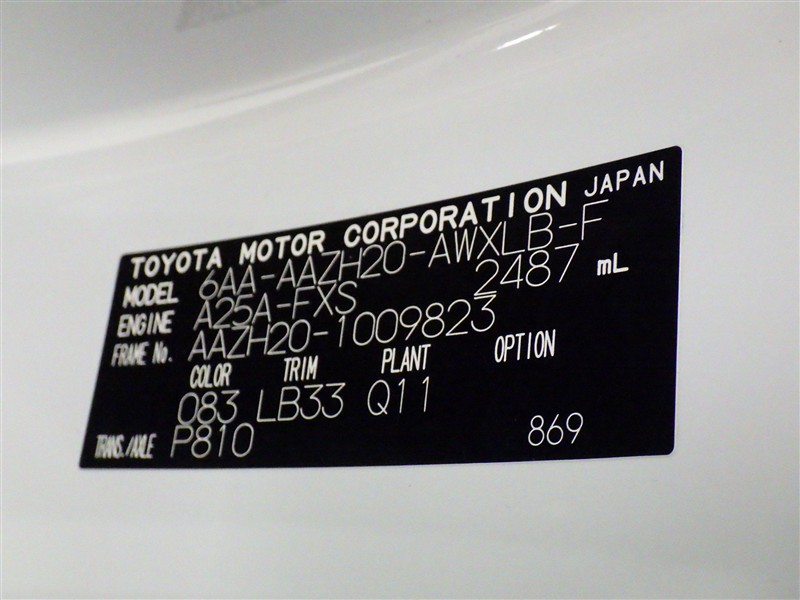 TOYOTA MOTOR CORPORATION JAPAN
MODEL 6AA-AAZH20-AWXLB-F
ENGINE A25A-FXS 2487 mL
FRAME No. AAZH20-1009823
COLOR TRIM PLANT OPTION
083 LB33 Q11
TRANS./AXLE P810 869